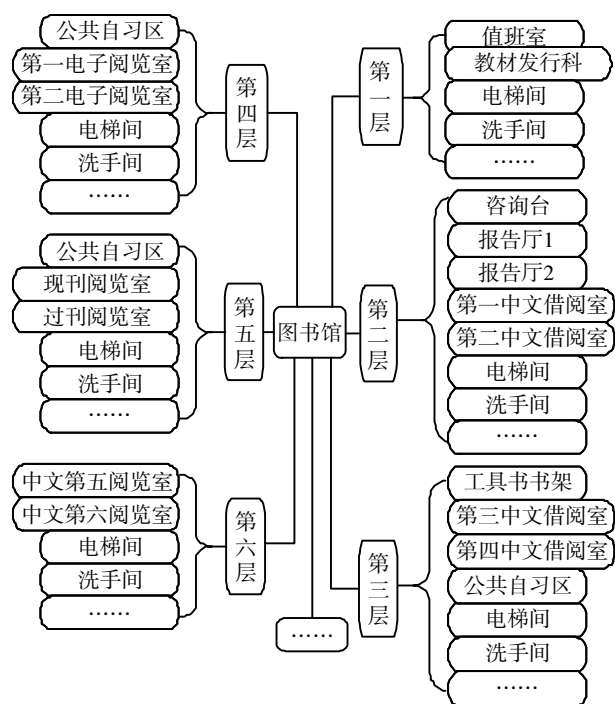 公共自习区
第一电子阅览室
第二电子阅览室
电梯间
洗手间
……
第四层
公共自习区
现刊阅览室
过刊阅览室
电梯间
洗手间
……
第五层
中文第五阅览室
中文第六阅览室
电梯间
洗手间
……
第六层
图书馆
……
第一层
值班室
教材发行科
电梯间
洗手间
……
第二层
咨询台
报告厅1
报告厅2
第一中文借阅室
第二中文借阅室
电梯间
洗手间
……
第三层
工具书书架
第三中文借阅室
第四中文借阅室
公共自习区
电梯间
洗手间
……